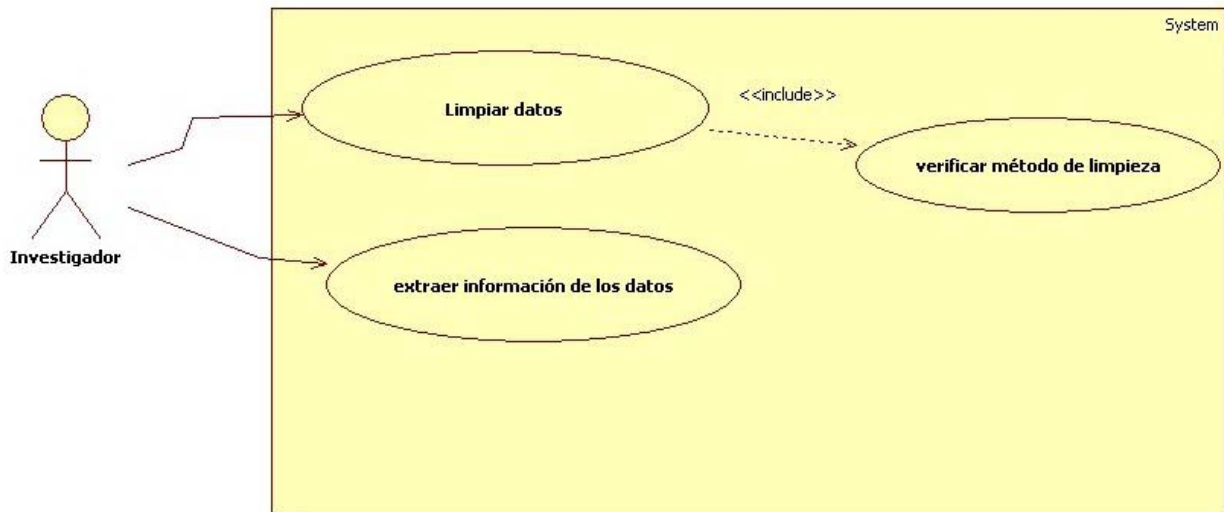 System
Limpiar datos
<<include>>
verificar método de limpieza
Investigador
extraer información de los datos